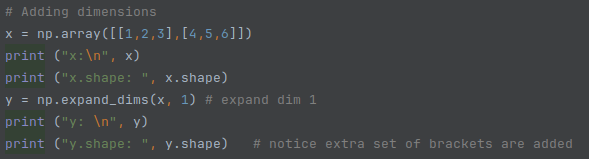 # Adding dimensions
x = np.array([[1,2,3],[4,5,6]])
print ("x:\n", x)
print ("x.shape: ", x.shape)
y = np.expand_dims(x, 1) # expand dim 1
print ("y: \n", y)
print ("y.shape: ", y.shape)   # notice extra set of brackets are added